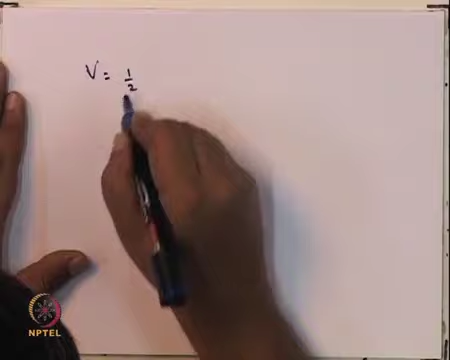 V = 1/2
NPTEL